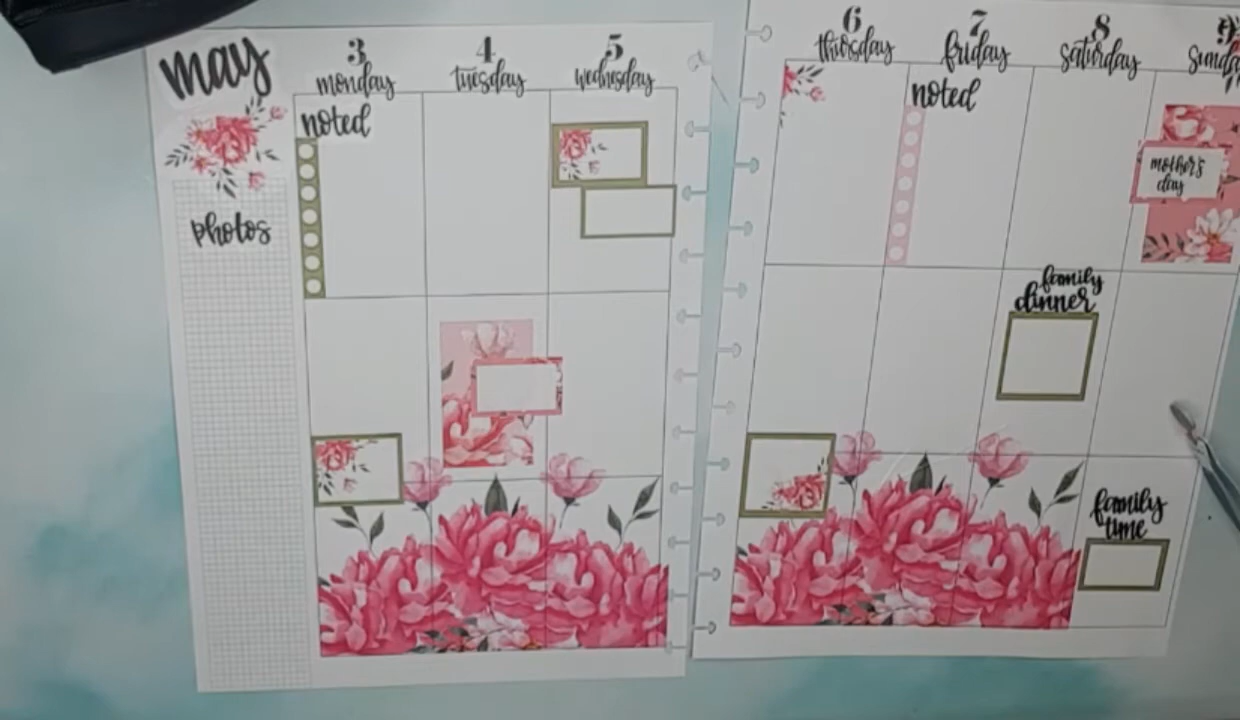 may
3
monday
4
tuesday
5
wednesday
6
thursday
7
friday
8
saturday
9
noted
noted
mother's
day
photos
family
dinner
family
time